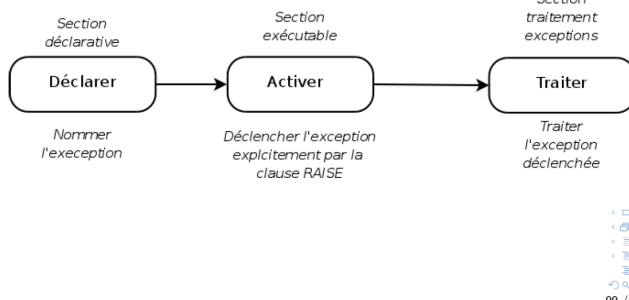 Section
déclarative
Déclarer
Nommer
l'exeception
Section
exécutable
Activer
Déclencher l'exception
explcitement par la
clause RAISE
Section
traitement
exceptions
Traiter
Traiter
l'exception
déclenchée